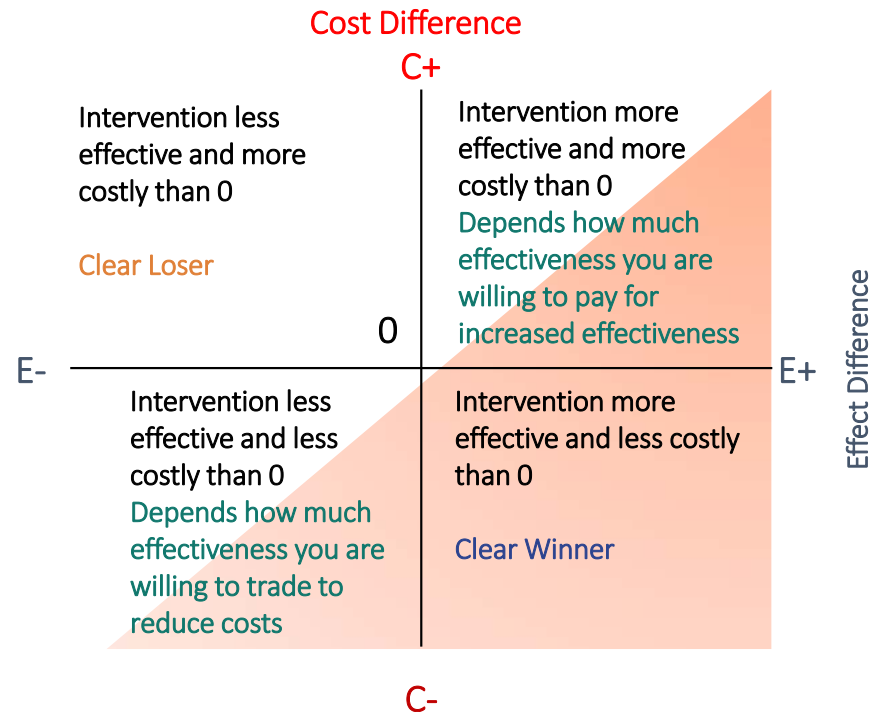 Cost Difference
C+
Intervention less
effective and more
costly than 0
Clear Loser
Intervention more
effective and more
costly than 0
Depends how much
effectiveness you are
willing to pay for
increased effectiveness
0
E-
E+
Effect Difference
Intervention less
effective and less
costly than 0
Depends how much
effectiveness you are
willing to trade to
reduce costs
Intervention more
effective and less costly
than 0
Clear Winner
C-